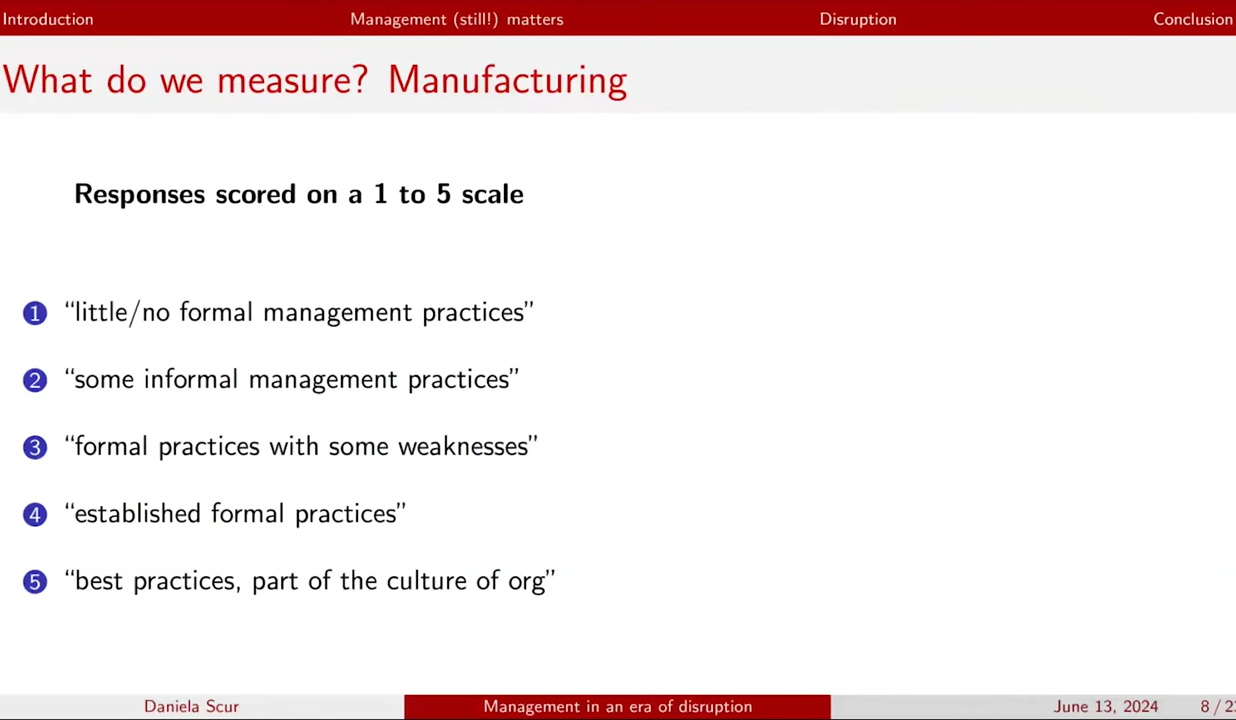 Introduction Management (still!) matters Disruption Conclusion
What do we measure? Manufacturing
Responses scored on a 1 to 5 scale
1 “little/no formal management practices”
2 “some informal management practices”
3 “formal practices with some weaknesses”
4 “established formal practices”
5 “best practices, part of the culture of org”
Daniela Scur Management in an era of disruption June 13, 2024 8 /